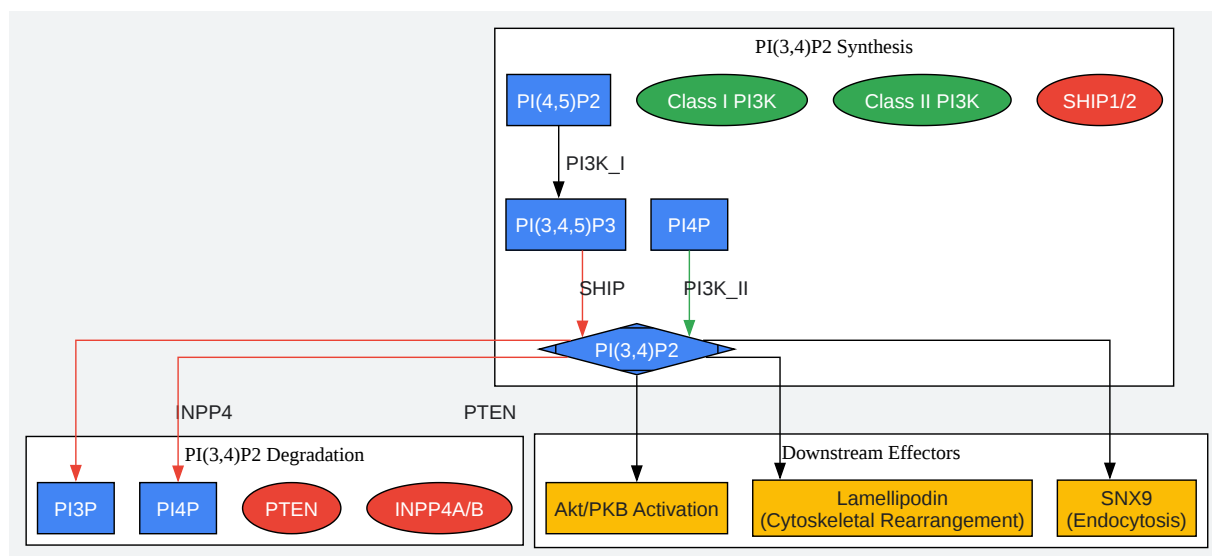 PI(3,4)P2 Synthesis
PI(4,5)P2
Class I PI3K
Class II PI3K
SHIP1/2
PI3K_I
PI(3,4,5)P3
PI4P
SHIP
PI3K_II
PI(3,4)P2
INPP4
PTEN
PI(3,4)P2 Degradation
PI3P
PI4P
PTEN
INPP4A/B
Downstream Effectors
Akt/PKB Activation
Lamellipodin
(Cytoskeletal Rearrangement)
SNX9
(Endocytosis)